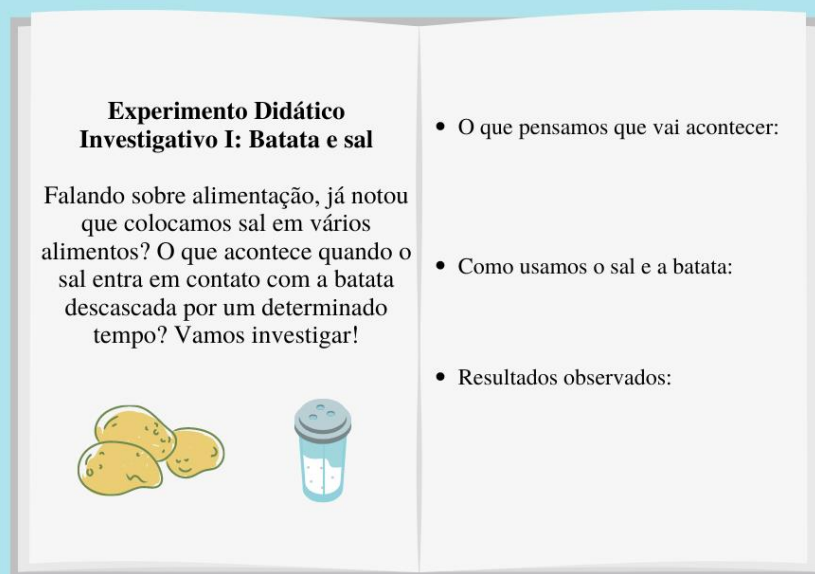 Experimento Didático
Investigativo I: Batata e sal
Falando sobre alimentação, já notou
que colocamos sal em vários
alimentos? O que acontece quando o
sal entra em contato com a batata
descascada por um determinado
tempo? Vamos investigar!
• O que pensamos que vai acontecer:
• Como usamos o sal e a batata:
• Resultados observados: